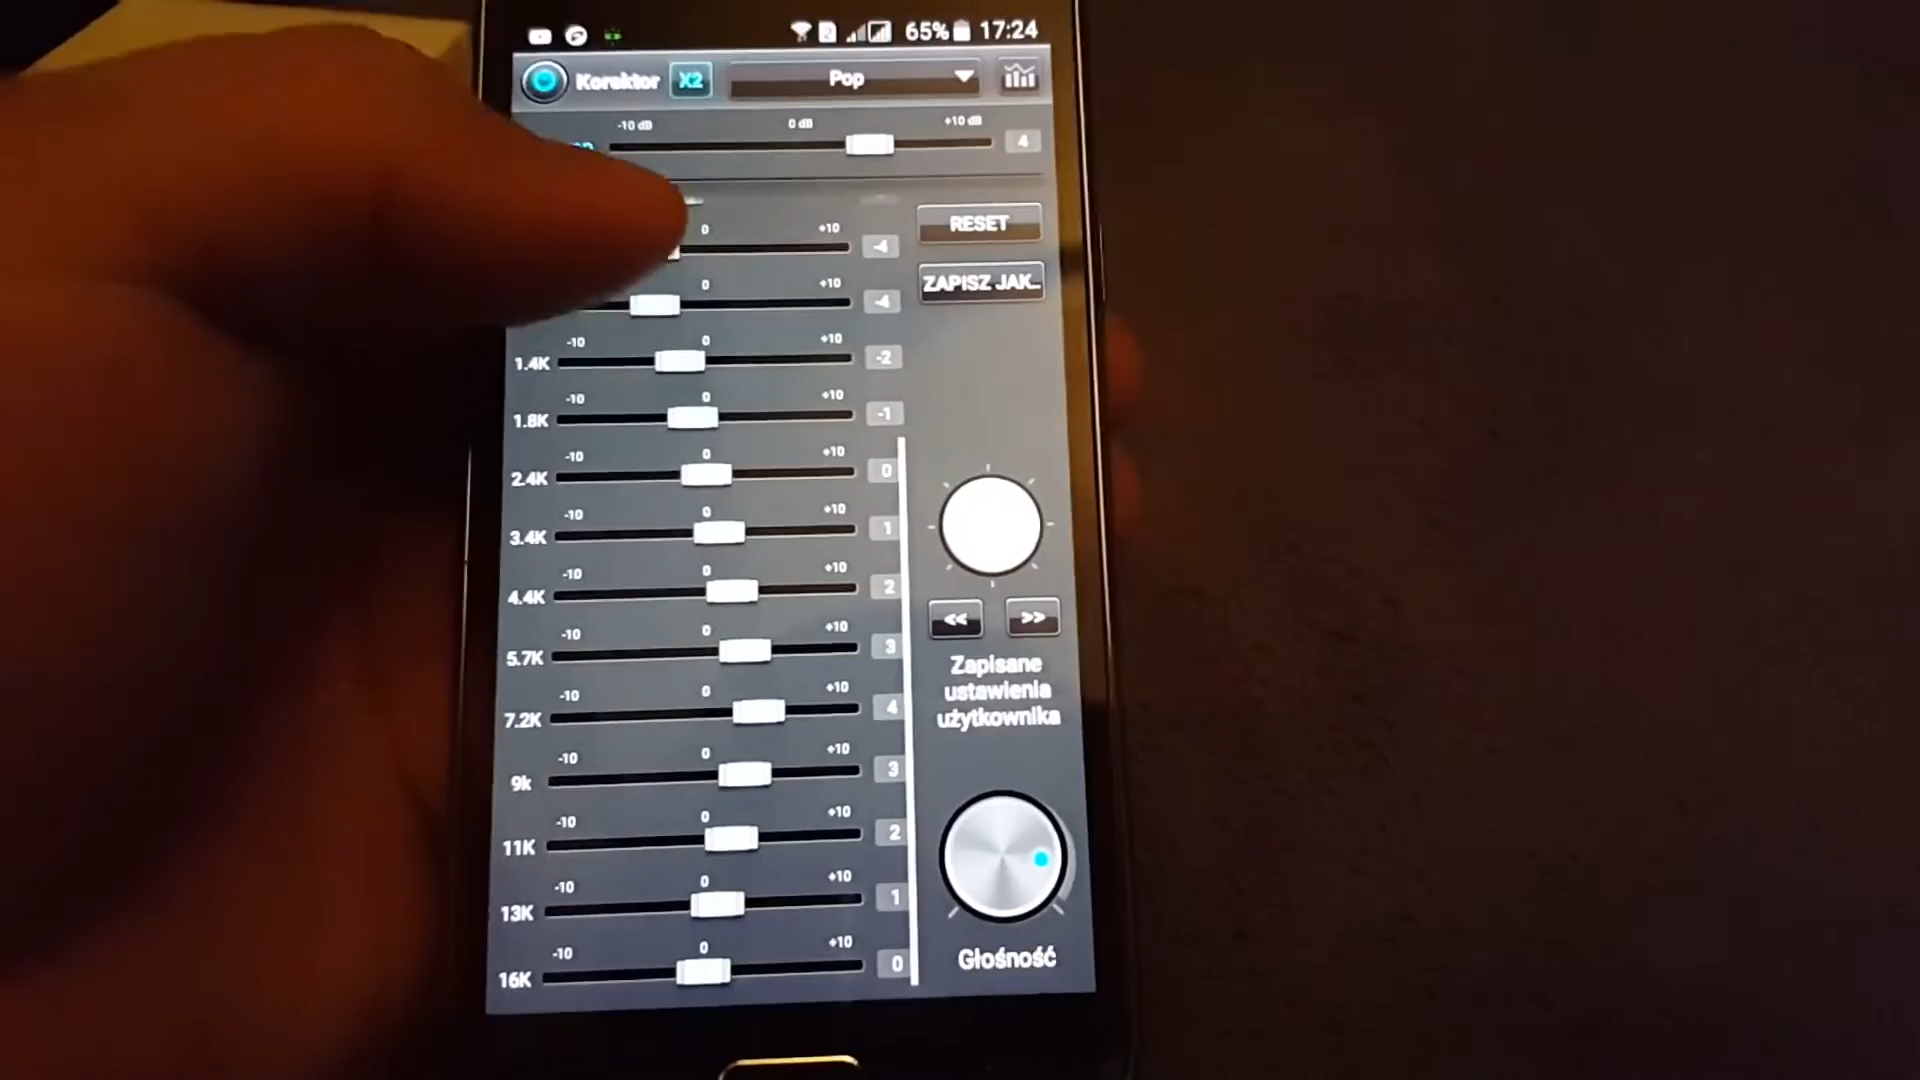 65% 17:24
Korektor X2 Pop
-10 dB 0 dB +10 dB
4
0 +10
-4
RESET
0 +10
-4
ZAPISZ JAK..
-10 0 +10
1.4K -2
-10 0 +10
1.8K -1
-10 0 +10
2.4K 0
-10 0 +10
3.4K 1
-10 0 +10
4.4K 2
<< >>
-10 0 +10
5.7K 3
Zapisane
ustawienia
użytkownika
-10 0 +10
7.2K 4
-10 0 +10
9k 3
-10 0 +10
11K 2
-10 0 +10
13K 1
-10 0 +10
16K 0
Głośność